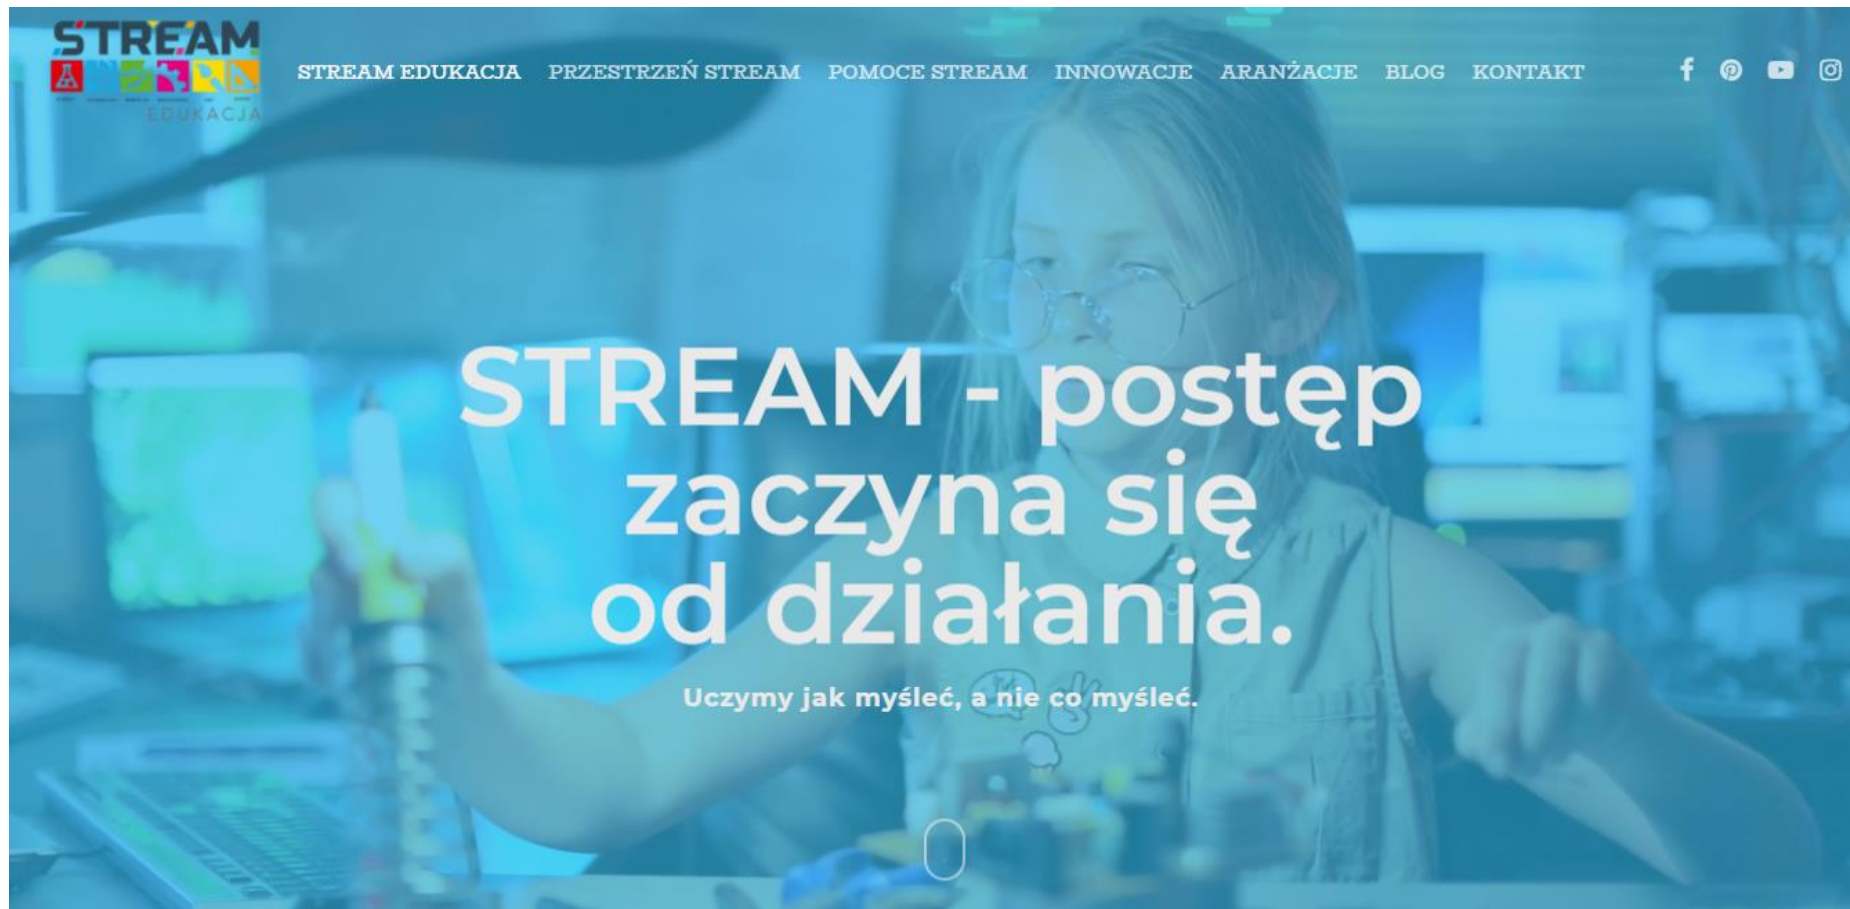 STREAM
EDUKACJA
STREAM EDUKACJA PRZESTRZEŃ STREAM POMOCE STREAM INNOWACJE ARANŻACJE BLOG KONTAKT
STREAM - postęp
zaczyna się
od działania.
Uczymy jak myśleć, a nie co myśleć.